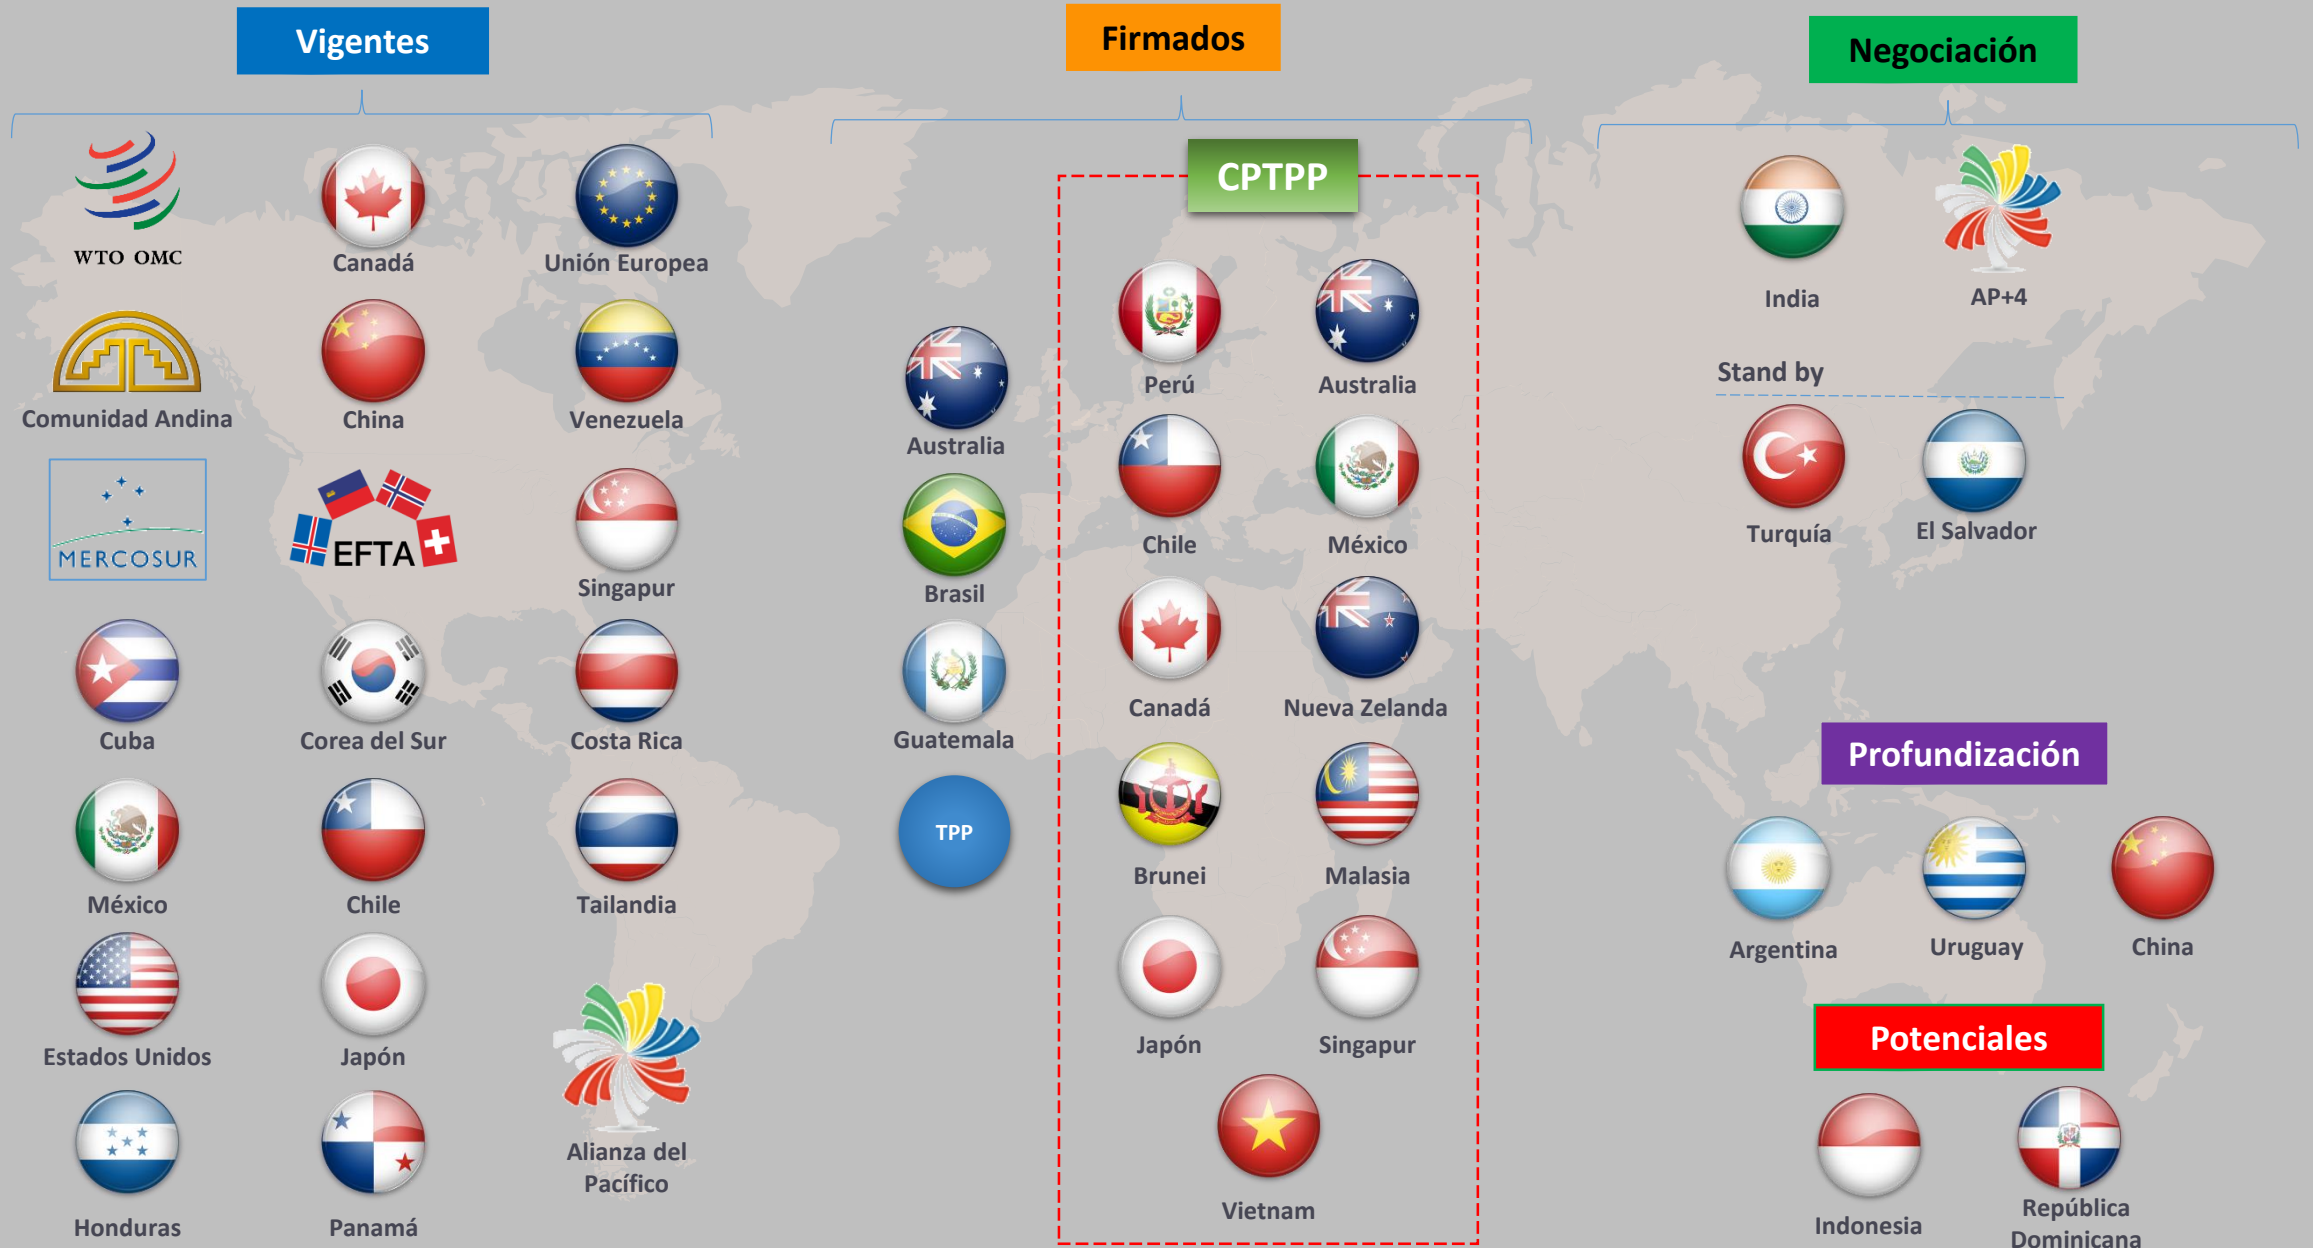 Vigentes
WTO OMC
Canadá
Unión Europea
Comunidad Andina
China
Venezuela
MERCOSUR
EFTA
Singapur
Cuba
Corea del Sur
Costa Rica
México
Chile
Tailandia
Estados Unidos
Japón
Alianza del
Pacífico
Honduras
Panamá
Firmados
Australia
Brasil
Guatemala
TPP
CPTPP
Perú
Australia
Chile
México
Canadá
Nueva Zelanda
Brunei
Malasia
Japón
Singapur
Vietnam
Negociación
India
AP+4
Stand by
Turquía
El Salvador
Profundización
Argentina
Uruguay
China
Potenciales
Indonesia
República
Dominicana